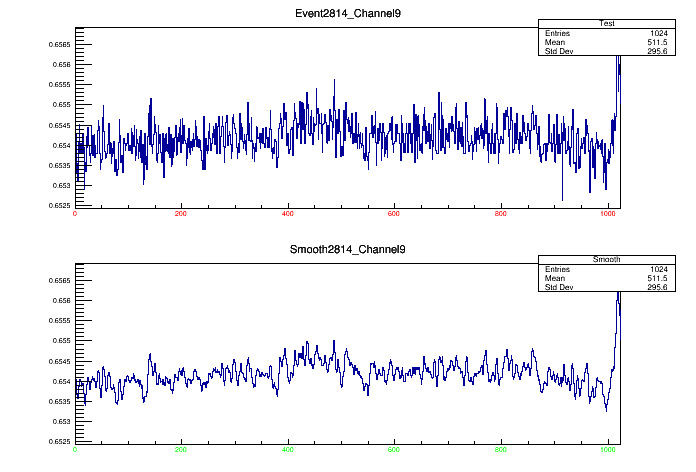 Event2814_Channel9
Test
Entries 1024
Mean 511.5
Std Dev 295.6
0.6565
0.656
0.6555
0.655
0.6545
0.654
0.6535
0.653
0.6525
0 200 400 600 800 1000
Smooth2814_Channel9
Smooth
Entries 1024
Mean 511.5
Std Dev 295.6
0.6565
0.656
0.6555
0.655
0.6545
0.654
0.6535
0.653
0.6525
0 200 400 600 800 1000